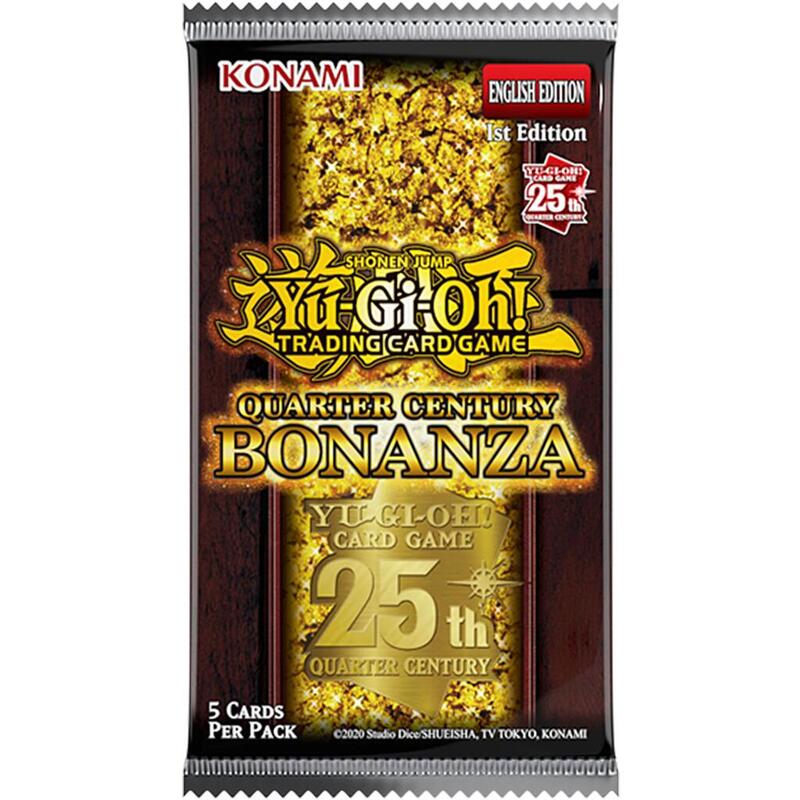 KONAMI
ENGLISH EDITION
1st Edition
YU-GI-OH!
CARD GAME
25th
QUARTER CENTURY
SHONEN JUMP
Yu-Gi-Oh!
TRADING CARD GAME
QUARTER CENTURY
BONANZA
YU-GI-OH!
CARD GAME
25th
QUARTER CENTURY
5 CARDS
PER PACK
©2020 Studio Dice/SHUEISHA, TV TOKYO, KONAMI